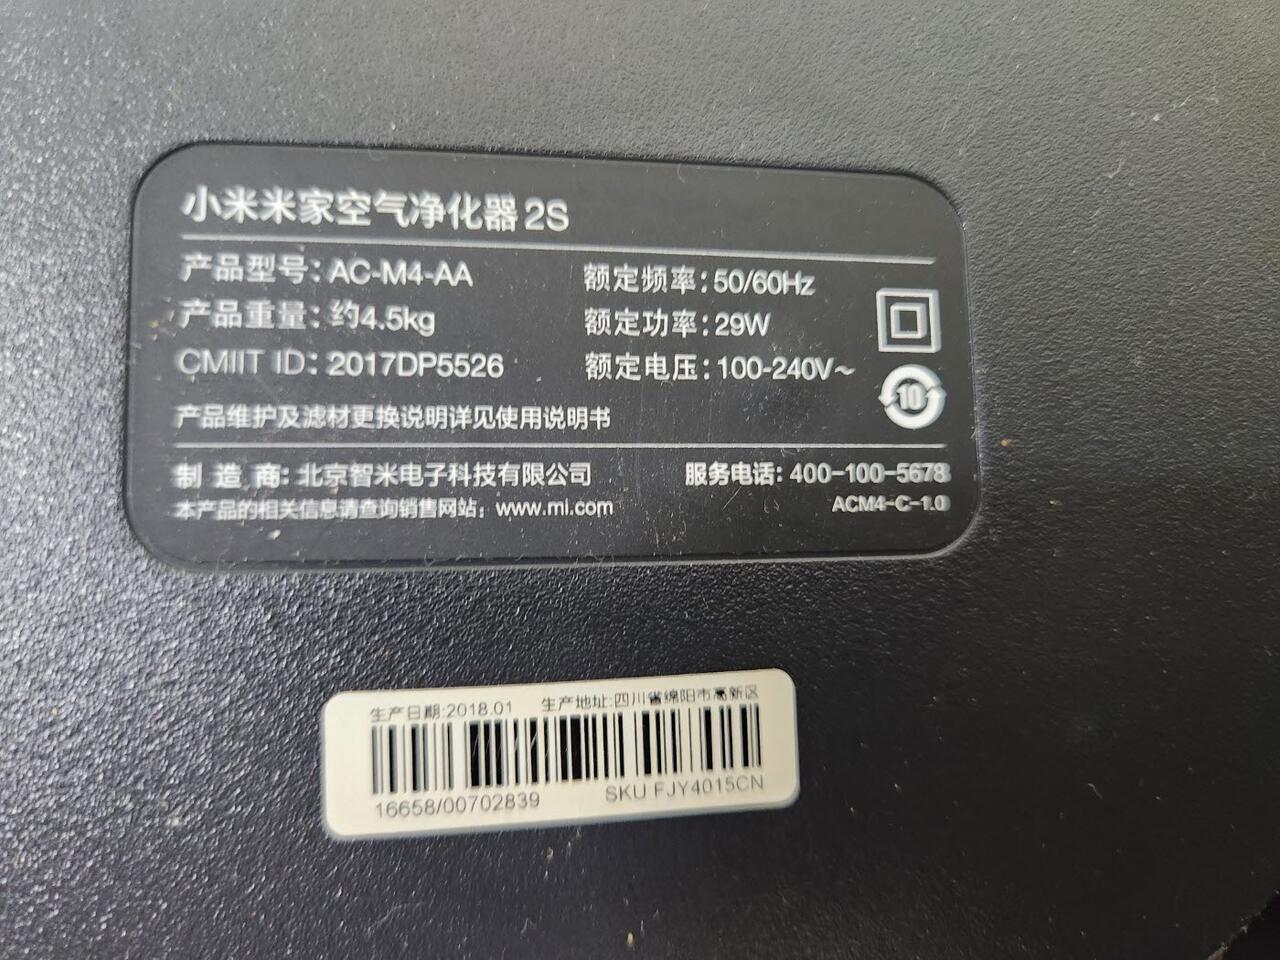 小米米家空气净化器2S
产品型号：AC-M4-AA 额定频率：50/60Hz
产品重量：约4.5kg 额定功率：29W
CMIIT ID：2017DP5526 额定电压：100-240V~
10
产品维护及滤材更换说明详见使用说明书
制 造 商：北京智米电子科技有限公司 服务电话：400-100-5678
本产品的相关信息请查询销售网站：www.mi.com ACM4-C-1.0
生产日期:2018.01 生产地址:四川省绵阳市高新区
16658/00702839 SKU FJY4015CN